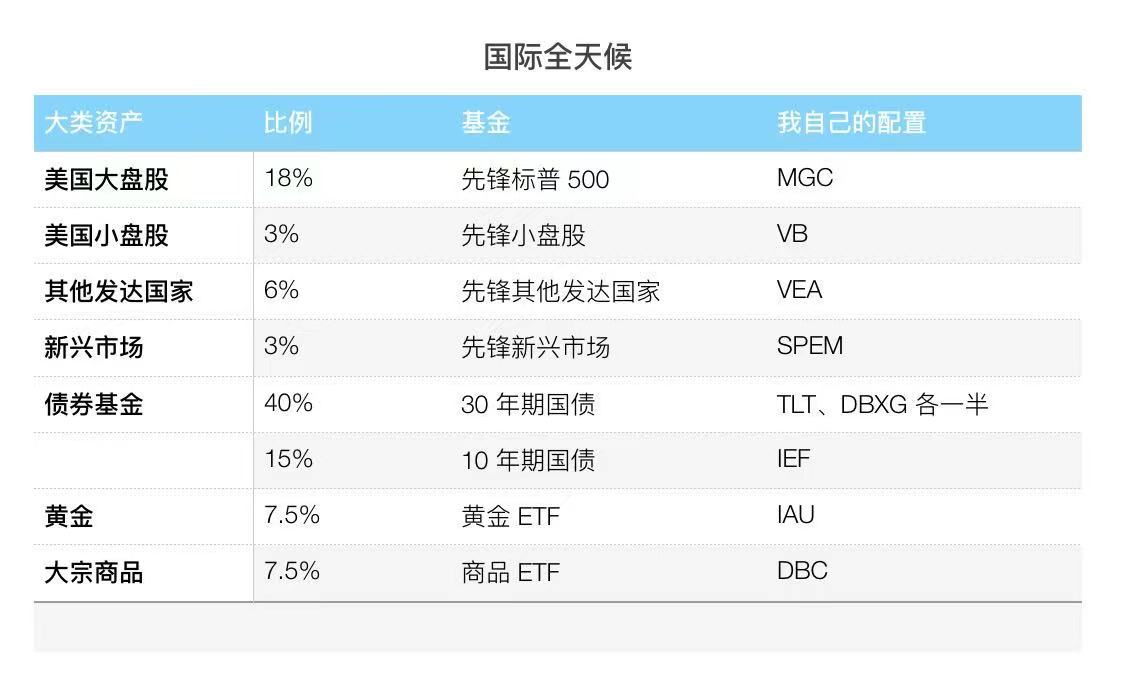 国际全天候
大类资产 比例 基金 我自己的配置
美国大盘股 18% 先锋标普 500 MGC
美国小盘股 3% 先锋小盘股 VB
其他发达国家 6% 先锋其他发达国家 VEA
新兴市场 3% 先锋新兴市场 SPEM
债券基金 40% 30 年期国债 TLT、DBXG 各一半
15% 10 年期国债 IEF
黄金 7.5% 黄金 ETF IAU
大宗商品 7.5% 商品 ETF DBC